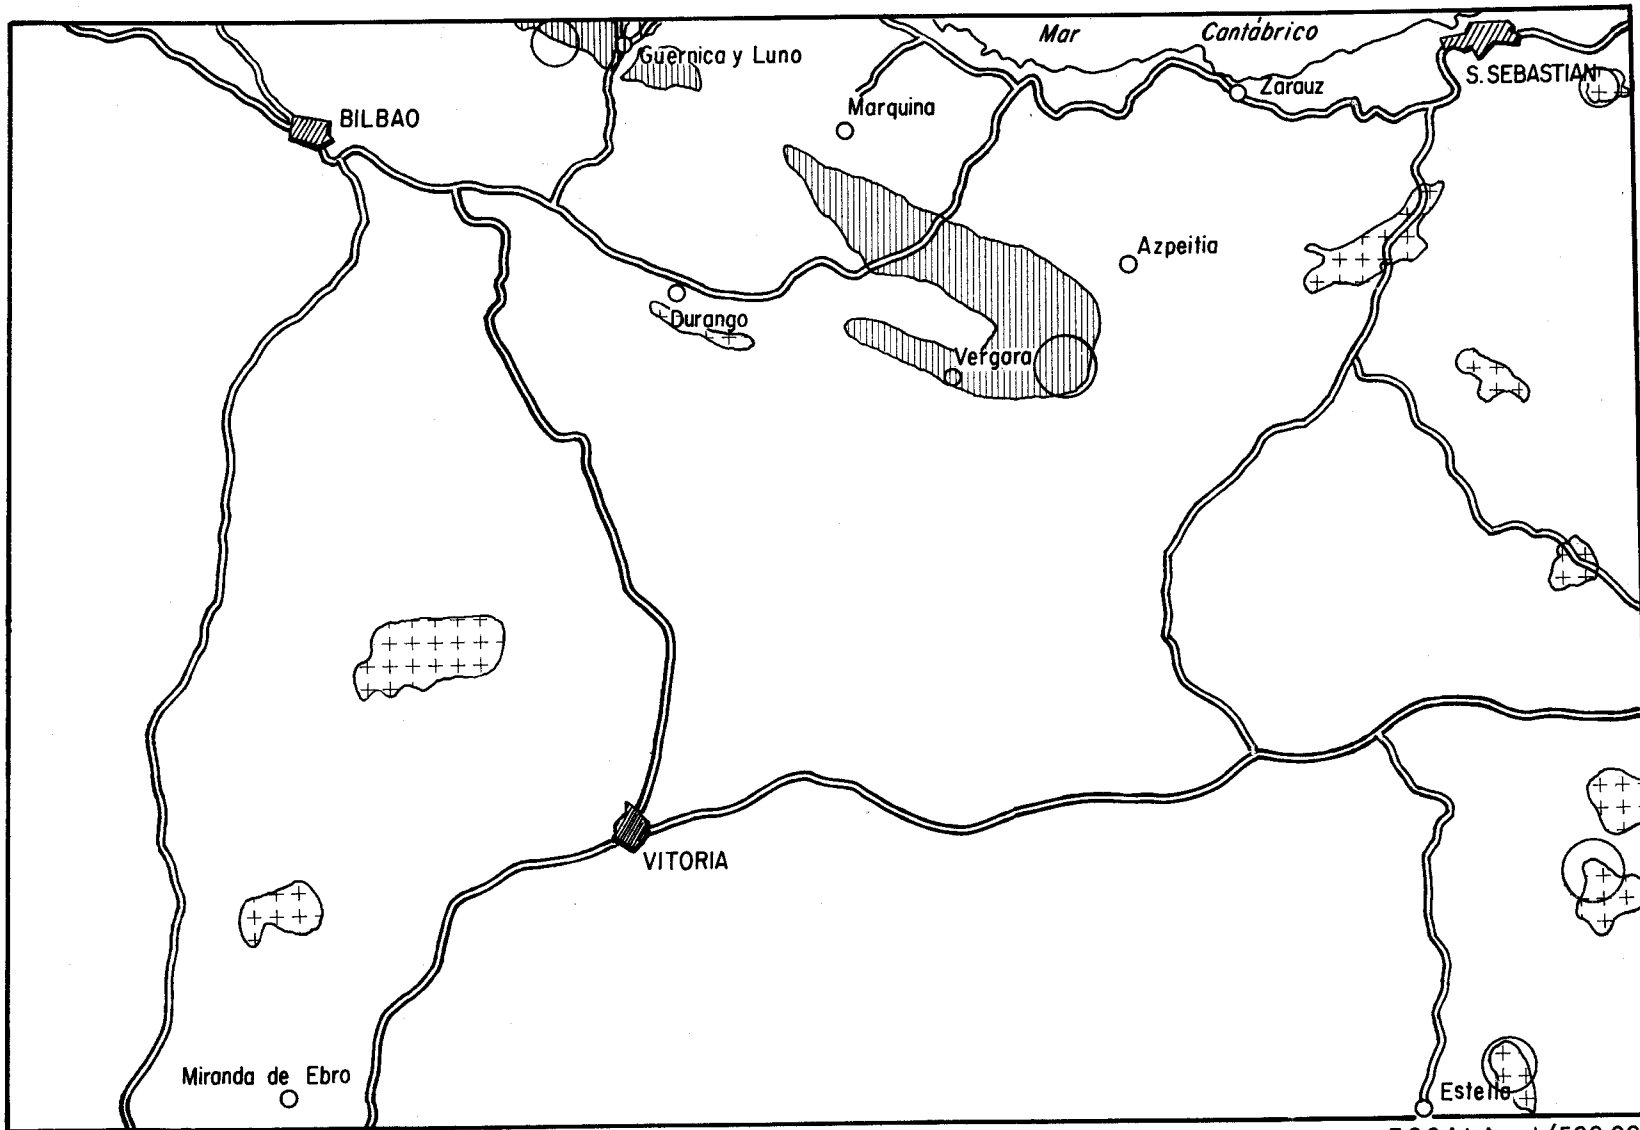 Mar Cantábrico
Guernica y Luno
S. SEBASTIAN
Zarauz
Marquina
BILBAO
Azpeitia
Durango
Vergara
VITORIA
Miranda de Ebro
Estella